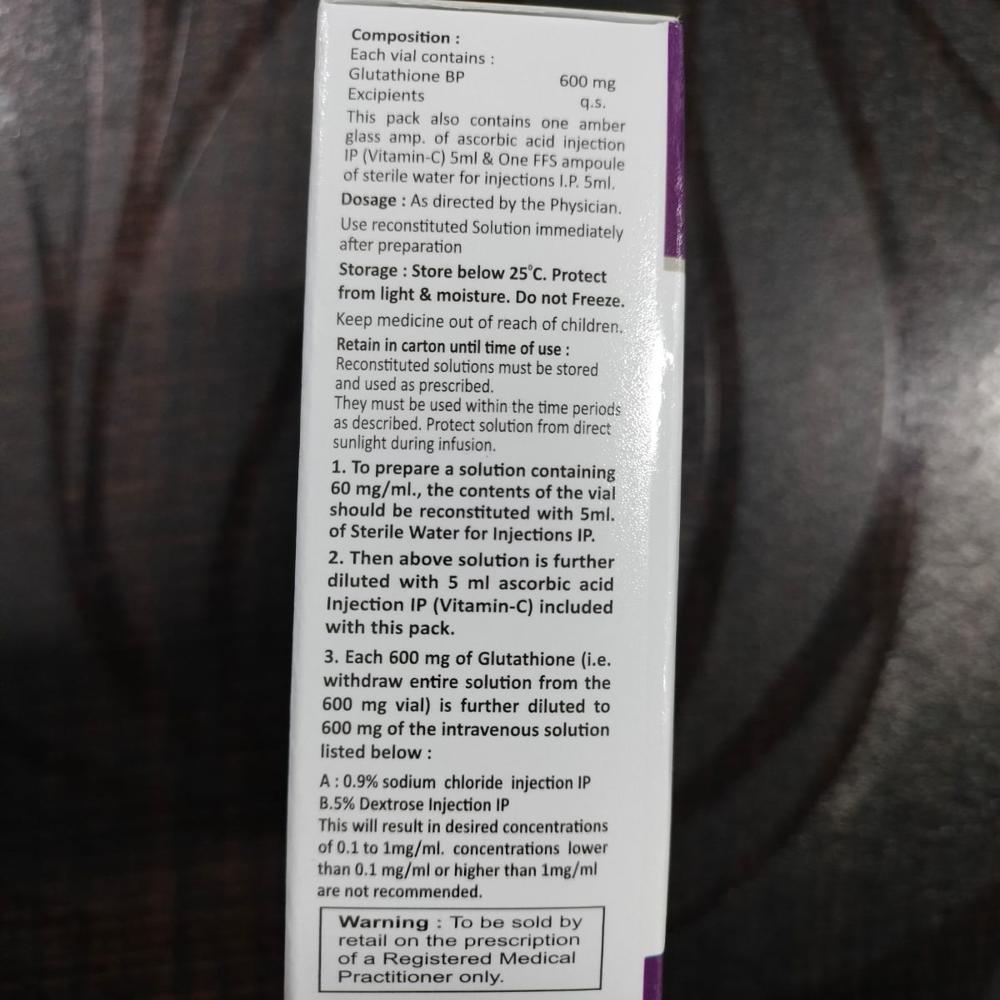 Composition :
Each vial contains :
Glutathione BP 600 mg
Excipients q.s.
This pack also contains one amber
glass amp. of ascorbic acid injection
IP (Vitamin-C) 5ml & One FFS ampoule
of sterile water for injections I.P. 5ml.
Dosage : As directed by the Physician.
Use reconstituted Solution immediately
after preparation
Storage : Store below 25°C. Protect
from light & moisture. Do not Freeze.
Keep medicine out of reach of children.
Retain in carton until time of use :
Reconstituted solutions must be stored
and used as prescribed.
They must be used within the time periods
as described. Protect solution from direct
sunlight during infusion.
1. To prepare a solution containing
60 mg/ml., the contents of the vial
should be reconstituted with 5ml.
of Sterile Water for Injections IP.
2. Then above solution is further
diluted with 5 ml ascorbic acid
Injection IP (Vitamin-C) included
with this pack.
3. Each 600 mg of Glutathione (i.e.
withdraw entire solution from the
600 mg vial) is further diluted to
600 mg of the intravenous solution
listed below :
A : 0.9% sodium chloride injection IP
B.5% Dextrose Injection IP
This will result in desired concentrations
of 0.1 to 1mg/ml. concentrations lower
than 0.1 mg/ml or higher than 1mg/ml
are not recommended.
Warning : To be sold by
retail on the prescription
of a Registered Medical
Practitioner only.